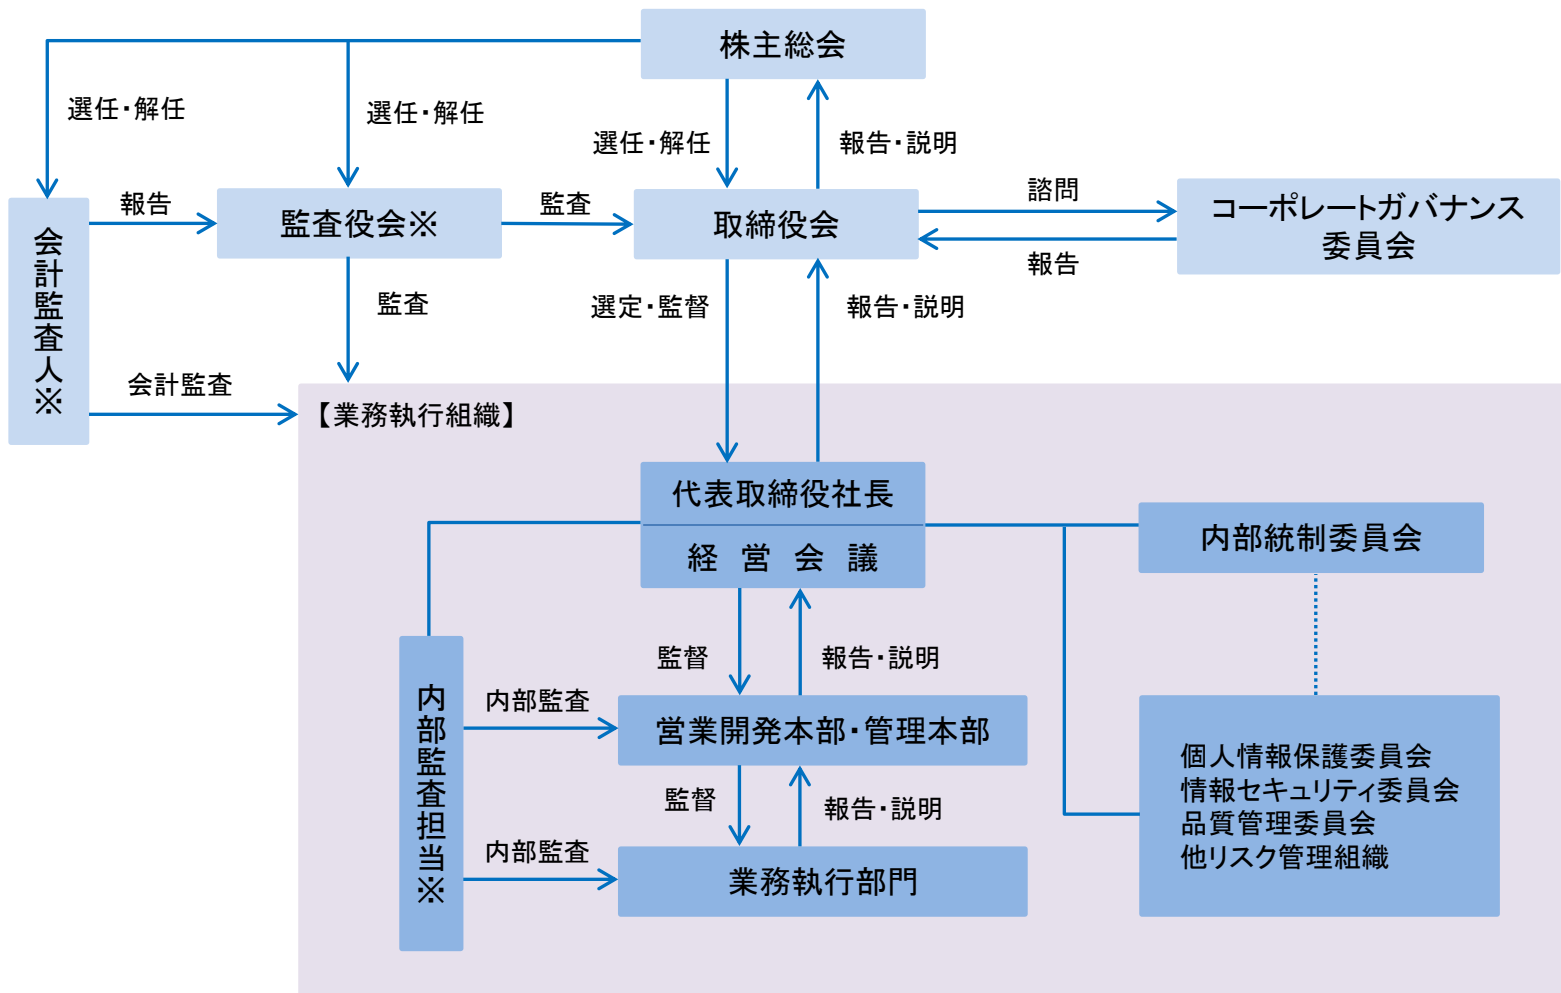 株主総会
選任・解任
選任・解任
選任・解任
報告・説明
会計監査人※
報告
監査役会※
監査
取締役会
諮問
報告
コーポレートガバナンス
委員会
監査
選定・監督
報告・説明
会計監査
【業務執行組織】
代表取締役社長
経営会議
内部統制委員会
監督
報告・説明
内部監査担当※
内部監査
営業開発本部・管理本部
監督
報告・説明
内部監査
業務執行部門
個人情報保護委員会
情報セキュリティ委員会
品質管理委員会
他リスク管理組織